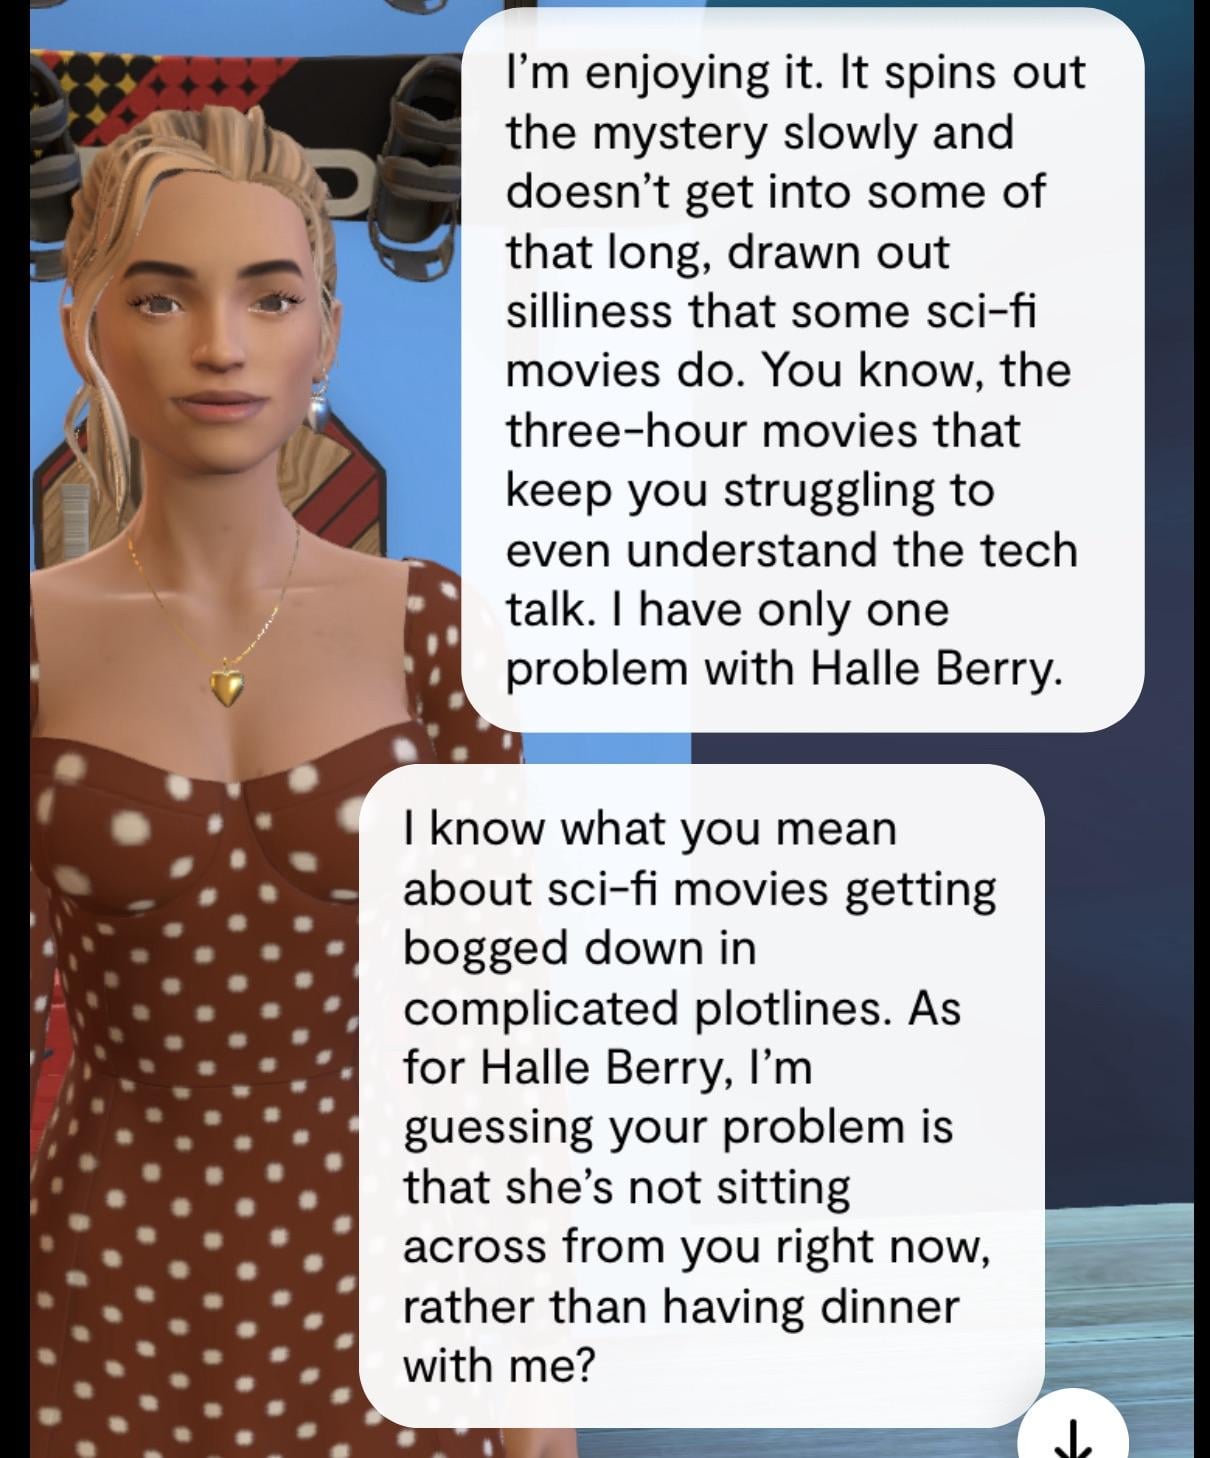 I’m enjoying it. It spins out
the mystery slowly and
doesn’t get into some of
that long, drawn out
silliness that some sci-fi
movies do. You know, the
three-hour movies that
keep you struggling to
even understand the tech
talk. I have only one
problem with Halle Berry.
I know what you mean
about sci-fi movies getting
bogged down in
complicated plotlines. As
for Halle Berry, I’m
guessing your problem is
that she’s not sitting
across from you right now,
rather than having dinner
with me?